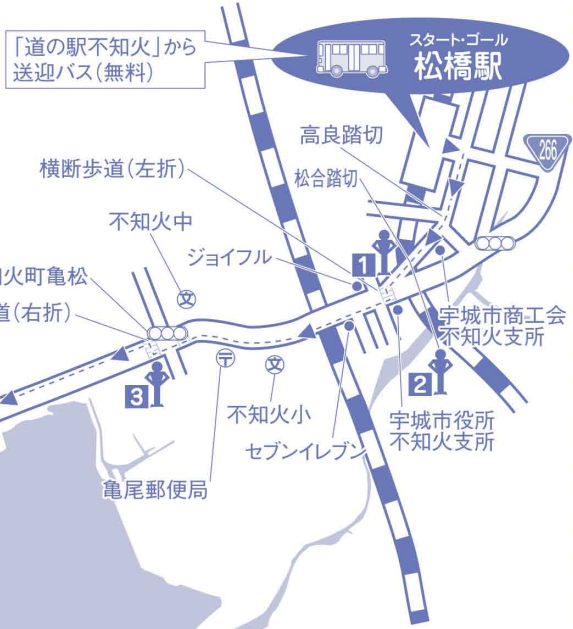 「道の駅不知火」から
送迎バス(無料)
スタート・ゴール
松橋駅
266
高良踏切
松合踏切
横断歩道(左折)
不知火中
文
ジョイフル
1
火町亀松
道(右折)
宇城市商工会
不知火支所
2
3
〒
文
不知火小
セブンイレブン
宇城市役所
不知火支所
亀尾郵便局